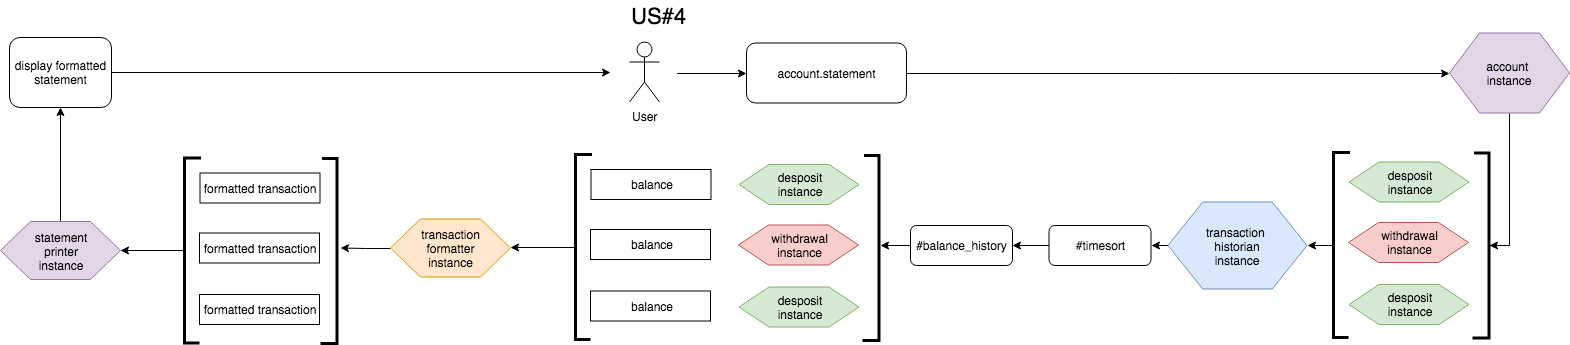 US#4
display formatted
statement
User
account.statement
account
instance
statement
printer
instance
formatted transaction
formatted transaction
formatted transaction
transaction
formatter
instance
balance
balance
balance
desposit
instance
withdrawal
instance
desposit
instance
#balance_history
#timesort
transaction
historian
instance
desposit
instance
withdrawal
instance
desposit
instance